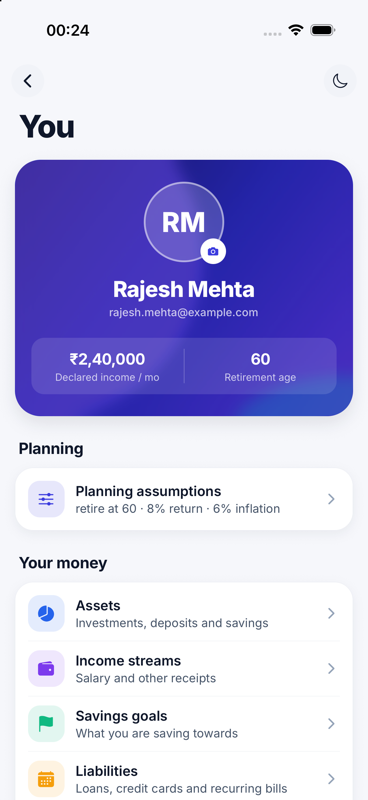 00:24
You
RM
Rajesh Mehta
rajesh.mehta@example.com
₹2,40,000
Declared income / mo
60
Retirement age
Planning
Planning assumptions
retire at 60 · 8% return · 6% inflation
Your money
Assets
Investments, deposits and savings
Income streams
Salary and other receipts
Savings goals
What you are saving towards
Liabilities
Loans, credit cards and recurring bills